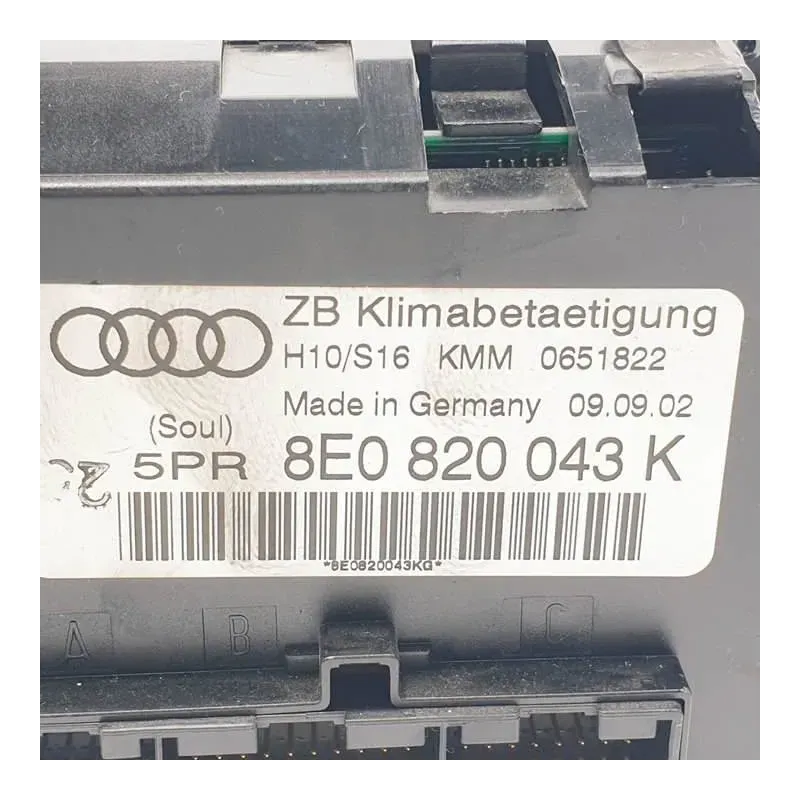 ZB Klimabetaetigung
H10/S16 KMM 0651822
Made in Germany 09.09.02
(Soul)
5PR 8E0 820 043 K
*8E0820043KG*
A B C